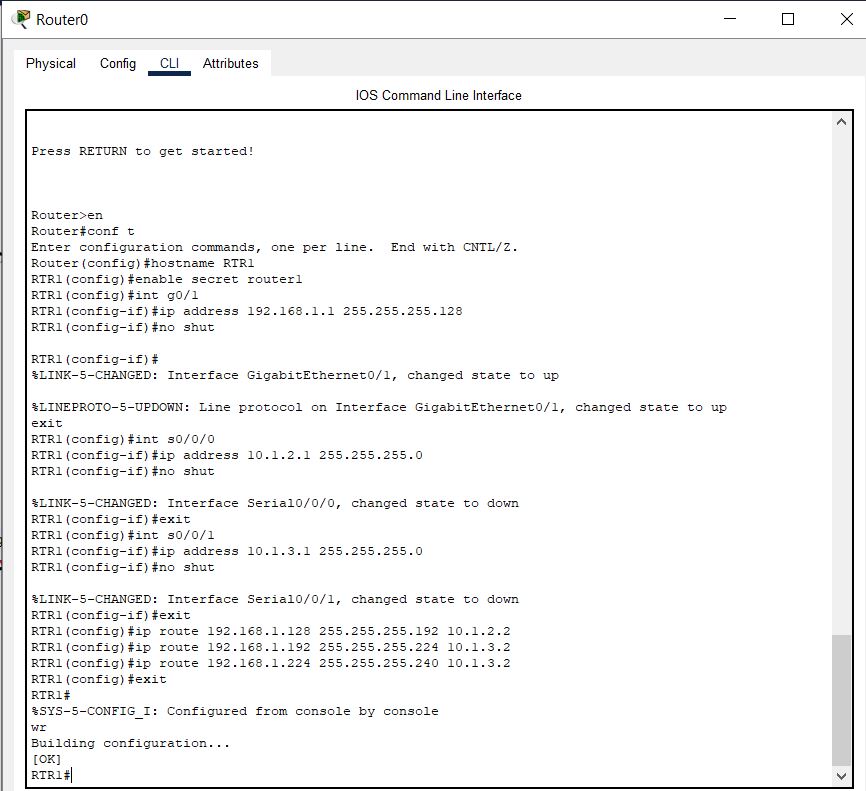 Router0
Physical Config CLI Attributes
IOS Command Line Interface
Press RETURN to get started!
Router>en
Router#conf t
Enter configuration commands, one per line.  End with CNTL/Z.
Router(config)#hostname RTR1
RTR1(config)#enable secret router1
RTR1(config)#int g0/1
RTR1(config-if)#ip address 192.168.1.1 255.255.255.128
RTR1(config-if)#no shut
RTR1(config-if)#
%LINK-5-CHANGED: Interface GigabitEthernet0/1, changed state to up
%LINEPROTO-5-UPDOWN: Line protocol on Interface GigabitEthernet0/1, changed state to up
exit
RTR1(config)#int s0/0/0
RTR1(config-if)#ip address 10.1.2.1 255.255.255.0
RTR1(config-if)#no shut
%LINK-5-CHANGED: Interface Serial0/0/0, changed state to down
RTR1(config-if)#exit
RTR1(config)#int s0/0/1
RTR1(config-if)#ip address 10.1.3.1 255.255.255.0
RTR1(config-if)#no shut
%LINK-5-CHANGED: Interface Serial0/0/1, changed state to down
RTR1(config-if)#exit
RTR1(config)#ip route 192.168.1.128 255.255.255.192 10.1.2.2
RTR1(config)#ip route 192.168.1.192 255.255.255.224 10.1.3.2
RTR1(config)#ip route 192.168.1.224 255.255.255.240 10.1.3.2
RTR1(config)#exit
RTR1#
%SYS-5-CONFIG_I: Configured from console by console
wr
Building configuration...
[OK]
RTR1#